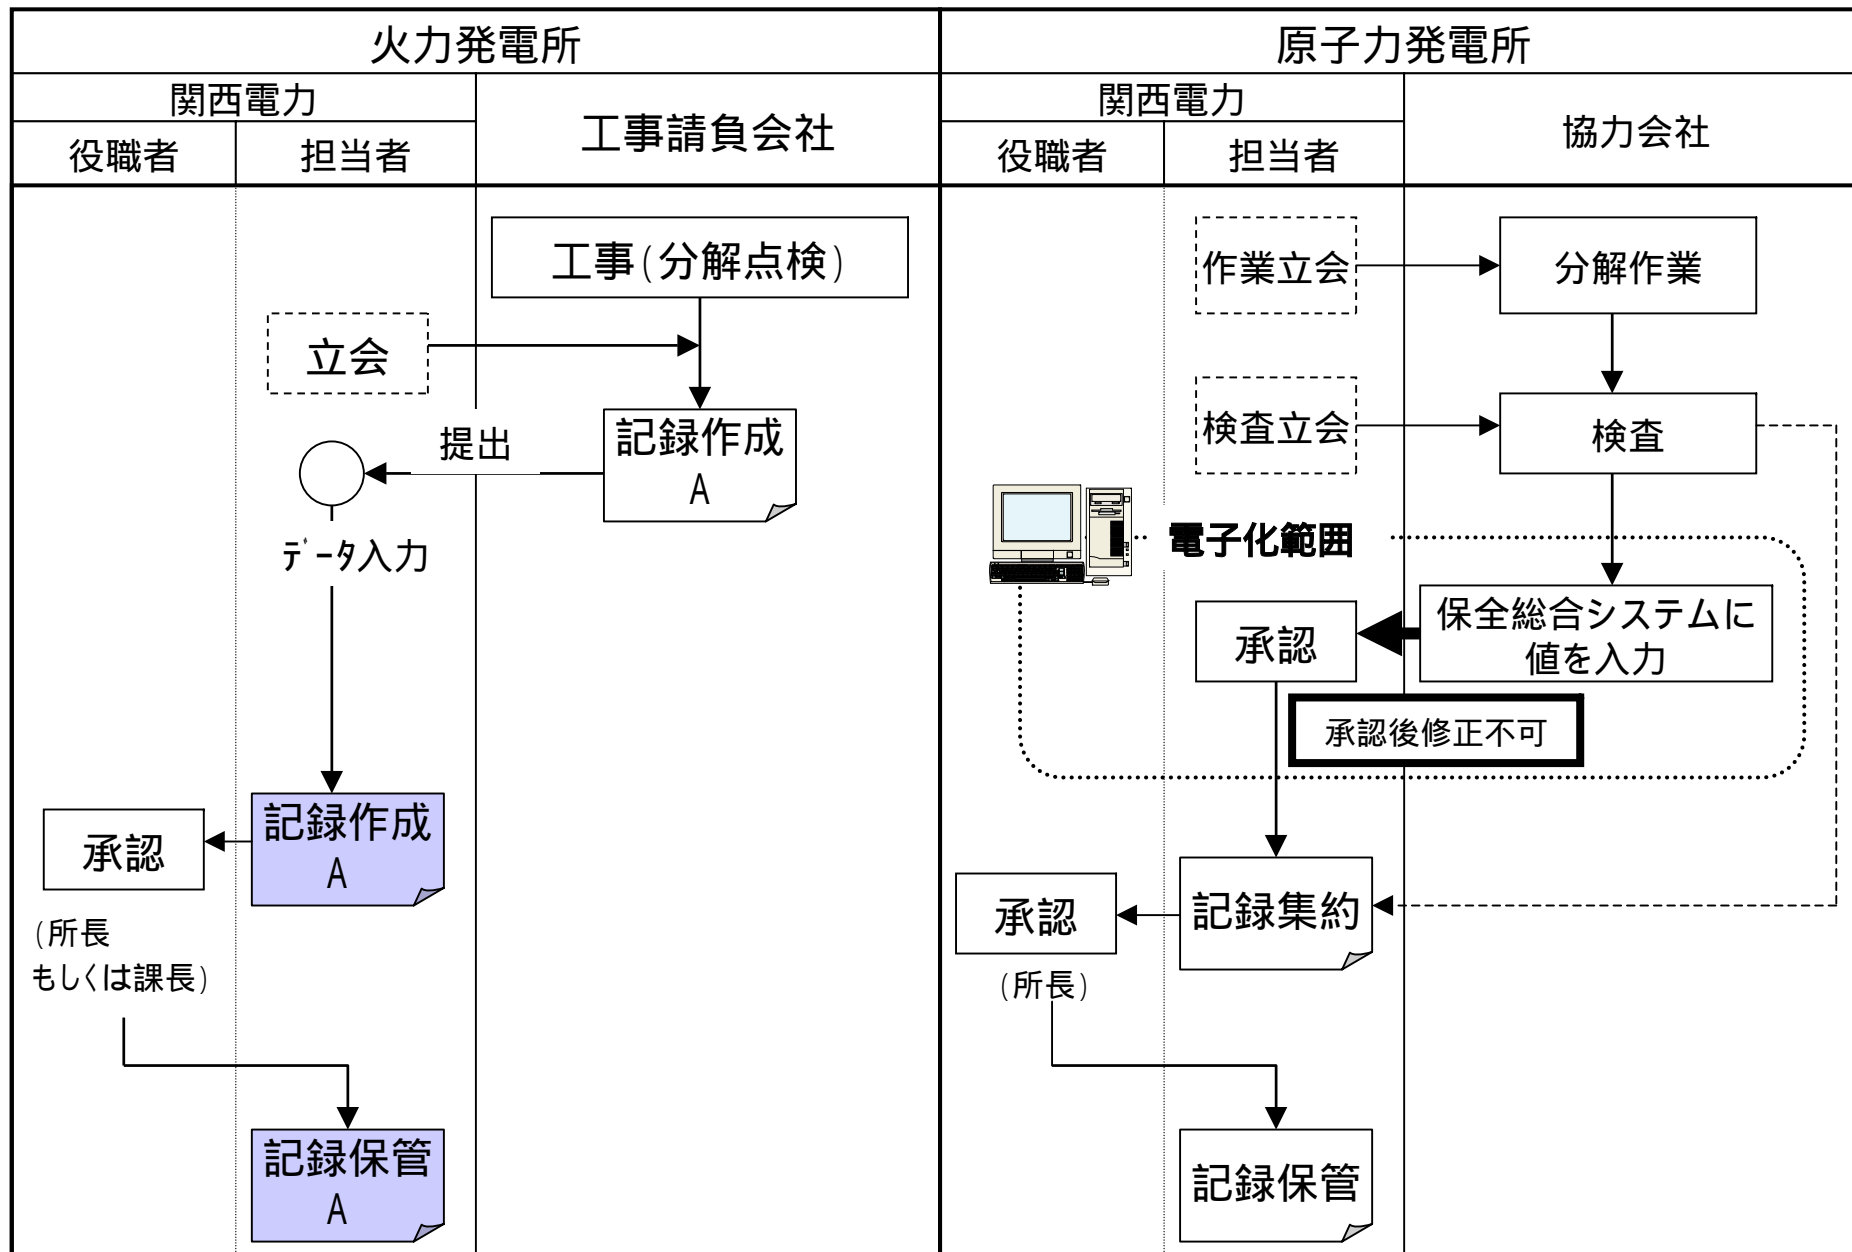 火力発電所
関西電力
役職者
担当者
工事請負会社
工事(分解点検)
立会
記録作成
A
提出
データ入力
記録作成
A
承認
(所長
もしくは課長)
記録保管
A
原子力発電所
関西電力
役職者
担当者
協力会社
作業立会
分解作業
検査立会
検査
電子化範囲
保全総合システムに
値を入力
承認
承認後修正不可
記録集約
承認
(所長)
記録保管